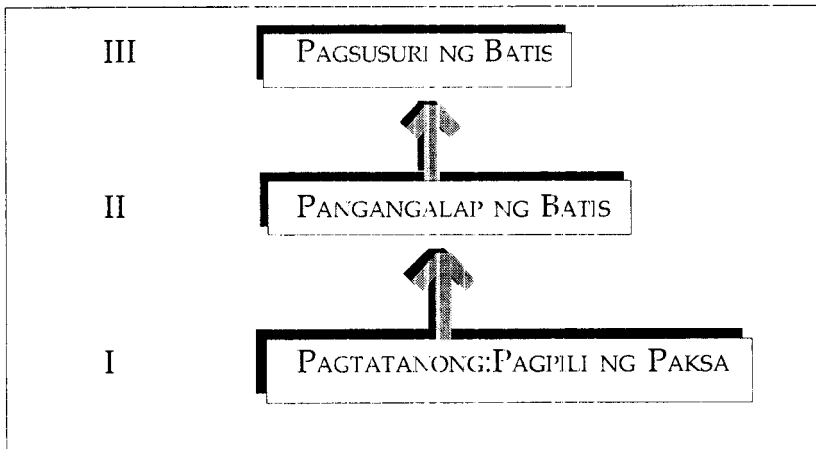 III PAGSUSURI NG BATIS
II PANGANGALAP NG BATIS
I PAGTATANONG:PAGPILI NG PAKSA